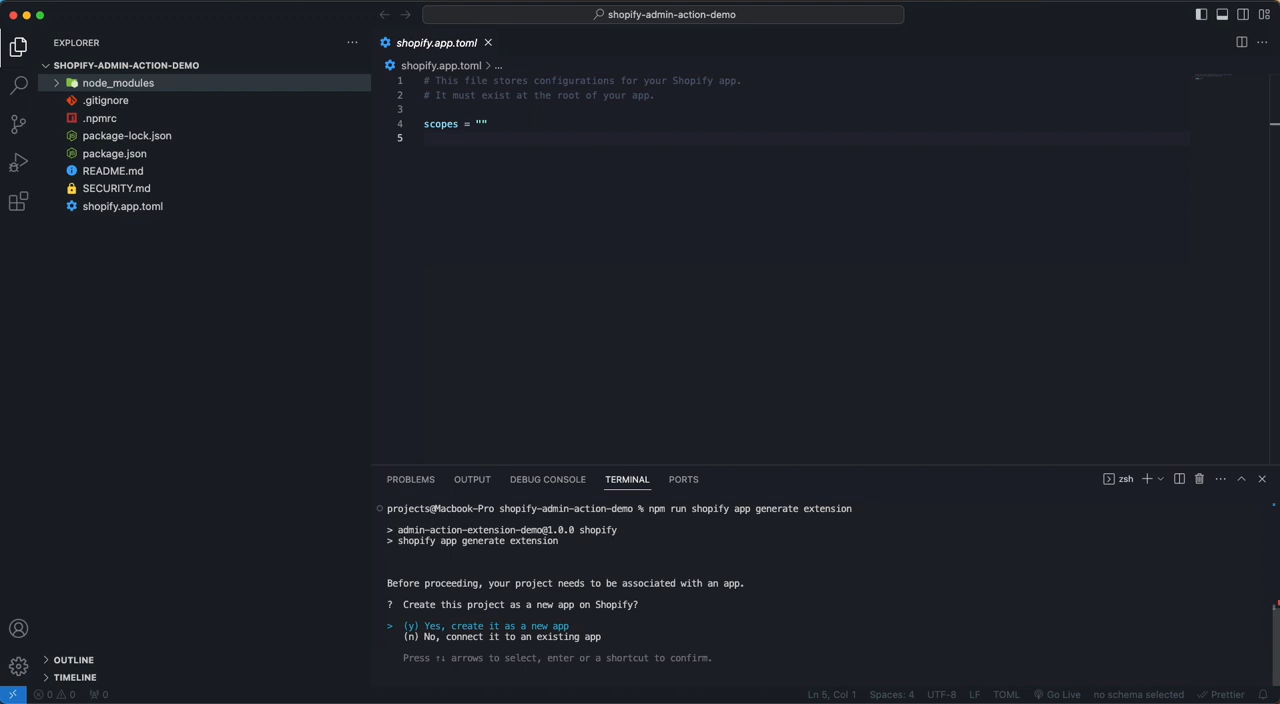 shopify-admin-action-demo
EXPLORER
SHOPIFY-ADMIN-ACTION-DEMO
node_modules
.gitignore
.npmrc
package-lock.json
package.json
README.md
SECURITY.md
shopify.app.toml
OUTLINE
TIMELINE
shopify.app.toml
shopify.app.toml > ...
1 # This file stores configurations for your Shopify app.
2 # It must exist at the root of your app.
3
4 scopes = ""
5
PROBLEMS OUTPUT DEBUG CONSOLE TERMINAL PORTS
zsh
projects@Macbook-Pro shopify-admin-action-demo % npm run shopify app generate extension
> admin-action-extension-demo@1.0.0 shopify
> shopify app generate extension
Before proceeding, your project needs to be associated with an app.
? Create this project as a new app on Shopify?
> (y) Yes, create it as a new app
(n) No, connect it to an existing app
Press ↑↓ arrows to select, enter or a shortcut to confirm.
0 0 0 Ln 5, Col 1 Spaces: 4 UTF-8 LF TOML Go Live no schema selected Prettier